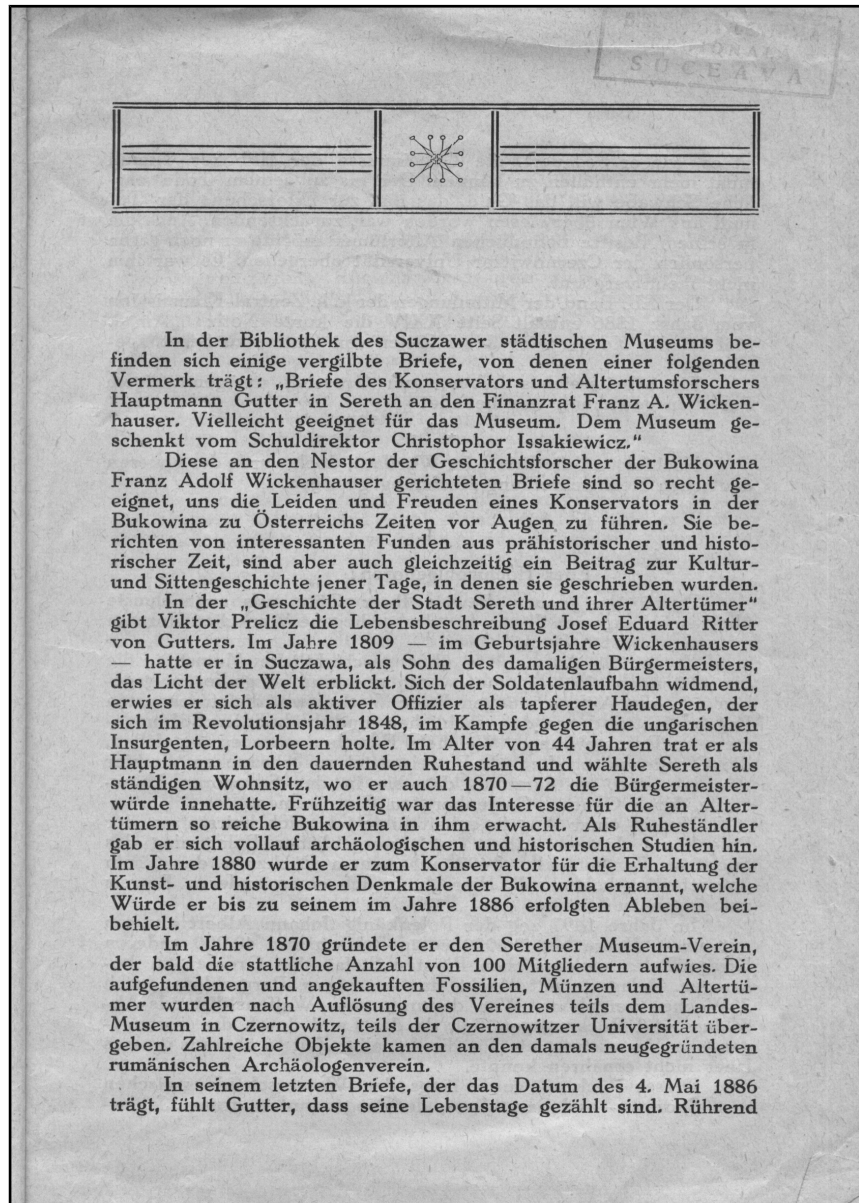 SUCEAVA
In der Bibliothek des Suczawer städtischen Museums be-
finden sich einige vergilbte Briefe, von denen einer folgenden
Vermerk trägt: „Briefe des Konservators und Altertumsforschers
Hauptmann Gutter in Sereth an den Finanzrat Franz A. Wicken-
hauser. Vielleicht geeignet für das Museum. Dem Museum ge-
schenkt vom Schuldirektor Christophor Issakiewicz."
Diese an den Nestor der Geschichtsforscher der Bukowina
Franz Adolf Wickenhauser gerichteten Briefe sind so recht ge-
eignet, uns die Leiden und Freuden eines Konservators in der
Bukowina zu Österreichs Zeiten vor Augen zu führen. Sie be-
richten von interessanten Funden aus prähistorischer und histo-
rischer Zeit, sind aber auch gleichzeitig ein Beitrag zur Kultur-
und Sittengeschichte jener Tage, in denen sie geschrieben wurden.
In der „Geschichte der Stadt Sereth und ihrer Altertümer"
gibt Viktor Prelicz die Lebensbeschreibung Josef Eduard Ritter
von Gutters. Im Jahre 1809 — im Geburtsjahre Wickenhausers
— hatte er in Suczawa, als Sohn des damaligen Bürgermeisters,
das Licht der Welt erblickt. Sich der Soldatenlaufbahn widmend,
erwies er sich als aktiver Offizier als tapferer Haudegen, der
sich im Revolutionsjahr 1848, im Kampfe gegen die ungarischen
Insurgenten, Lorbeern holte. Im Alter von 44 Jahren trat er als
Hauptmann in den dauernden Ruhestand und wählte Sereth als
ständigen Wohnsitz, wo er auch 1870—72 die Bürgermeister-
würde innehatte. Frühzeitig war das Interesse für die an Alter-
tümern so reiche Bukowina in ihm erwacht. Als Ruheständler
gab er sich vollauf archäologischen und historischen Studien hin.
Im Jahre 1880 wurde er zum Konservator für die Erhaltung der
Kunst- und historischen Denkmale der Bukowina ernannt, welche
Würde er bis zu seinem im Jahre 1886 erfolgten Ableben bei-
behielt.
Im Jahre 1870 gründete er den Serether Museum-Verein,
der bald die stattliche Anzahl von 100 Mitgliedern aufwies. Die
aufgefundenen und angekauften Fossilien, Münzen und Altertü-
mer wurden nach Auflösung des Vereines teils dem Landes-
Museum in Czernowitz, teils der Czernowitzer Universität über-
geben. Zahlreiche Objekte kamen an den damals neugegründeten
rumänischen Archäologenverein.
In seinem letzten Briefe, der das Datum des 4. Mai 1886
trägt, fühlt Gutter, dass seine Lebenstage gezählt sind. Rührend